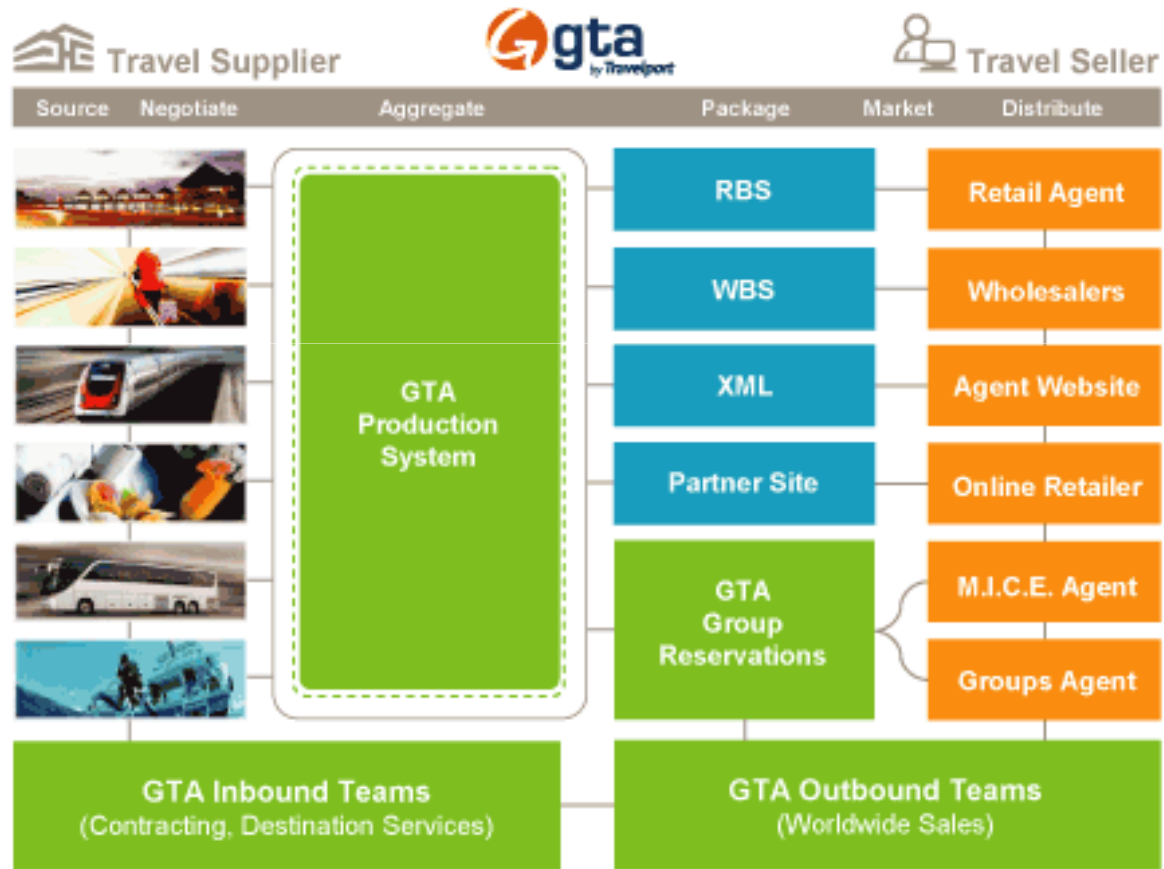 Travel Supplier
gta
by Travelport
Travel Seller
Source Negotiate Aggregate Package Market Distribute
RBS
Retail Agent
WBS
Wholesalers
GTA
Production
System
XML
Agent Website
Partner Site
Online Retailer
GTA
Group
Reservations
M.I.C.E. Agent
Groups Agent
GTA Inbound Teams
(Contracting, Destination Services)
GTA Outbound Teams
(Worldwide Sales)